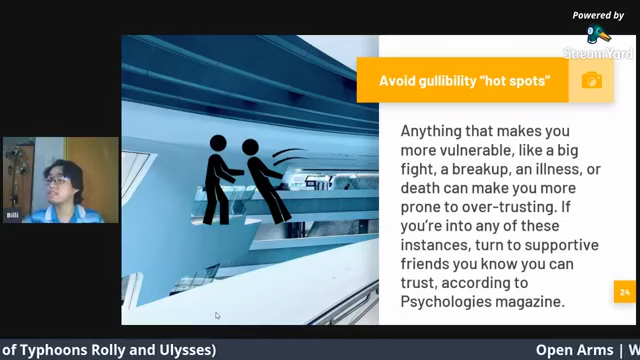 Powered by
StreamYard
Avoid gullibility “hot spots”
Anything that makes you
more vulnerable, like a big
fight, a breakup, an illness, or
death can make you more
prone to over-trusting. If
you're into any of these
instances, turn to supportive
friends you know you can
trust, according to
Psychologies magazine.
Billi
24
of Typhoons Rolly and Ulysses)
Open Arms | W